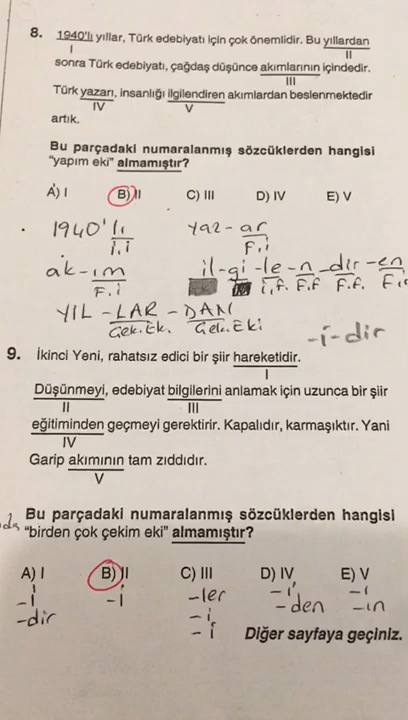 8. 1940'lı yıllar, Türk edebiyatı için çok önemlidir. Bu yıllardan
I II
sonra Türk edebiyatı, çağdaş düşünce akımlarının içindedir.
III
Türk yazarı, insanlığı ilgilendiren akımlardan beslenmektedir
IV V
artık.
Bu parçadaki numaralanmış sözcüklerden hangisi
"yapım eki" almamıştır?
A) I B) II C) III D) IV E) V
1940'lı yaz-ar
İ.i F.i
ak-ım il-gi-le-n-dir-en
F.i İ.F. F.F F.F.
YIL-LAR-DAN
Çek.Ek. Çek.Eki
-i-dir
9. İkinci Yeni, rahatsız edici bir şiir hareketidir.
I
Düşünmeyi, edebiyat bilgilerini anlamak için uzunca bir şiir
II III
eğitiminden geçmeyi gerektirir. Kapalıdır, karmaşıktır. Yani
IV
Garip akımının tam zıddıdır.
V
Bu parçadaki numaralanmış sözcüklerden hangisi
"birden çok çekim eki" almamıştır?
A) I B) II C) III D) IV E) V
-i -i -ler -i -ı
-dir -i -den -ın
-i
Diğer sayfaya geçiniz.